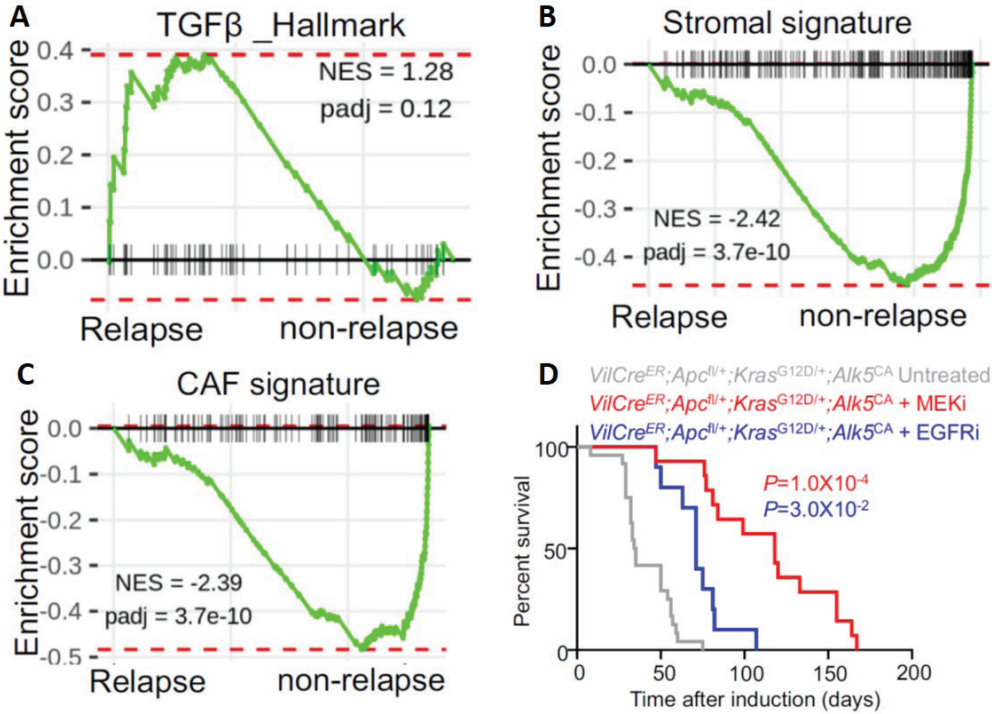 A
TGFβ _Hallmark
Enrichment score
0.4
0.3
0.2
0.1
0.0
NES = 1.28
padj = 0.12
Relapse
non-relapse
B
Stromal signature
Enrichment score
0.0
-0.1
-0.2
-0.3
-0.4
NES = -2.42
padj = 3.7e-10
Relapse
non-relapse
C
CAF signature
Enrichment score
0.0
-0.1
-0.2
-0.3
-0.4
-0.5
NES = -2.39
padj = 3.7e-10
Relapse
non-relapse
D
VilCreER;Apcfl/+;KrasG12D/+;Alk5CA Untreated
VilCreER;Apcfl/+;KrasG12D/+;Alk5CA + MEKi
VilCreER;Apcfl/+;KrasG12D/+;Alk5CA + EGFRi
Percent survival
100
50
0
P=1.0X10-4
P=3.0X10-2
0 50 100 150 200
Time after induction (days)